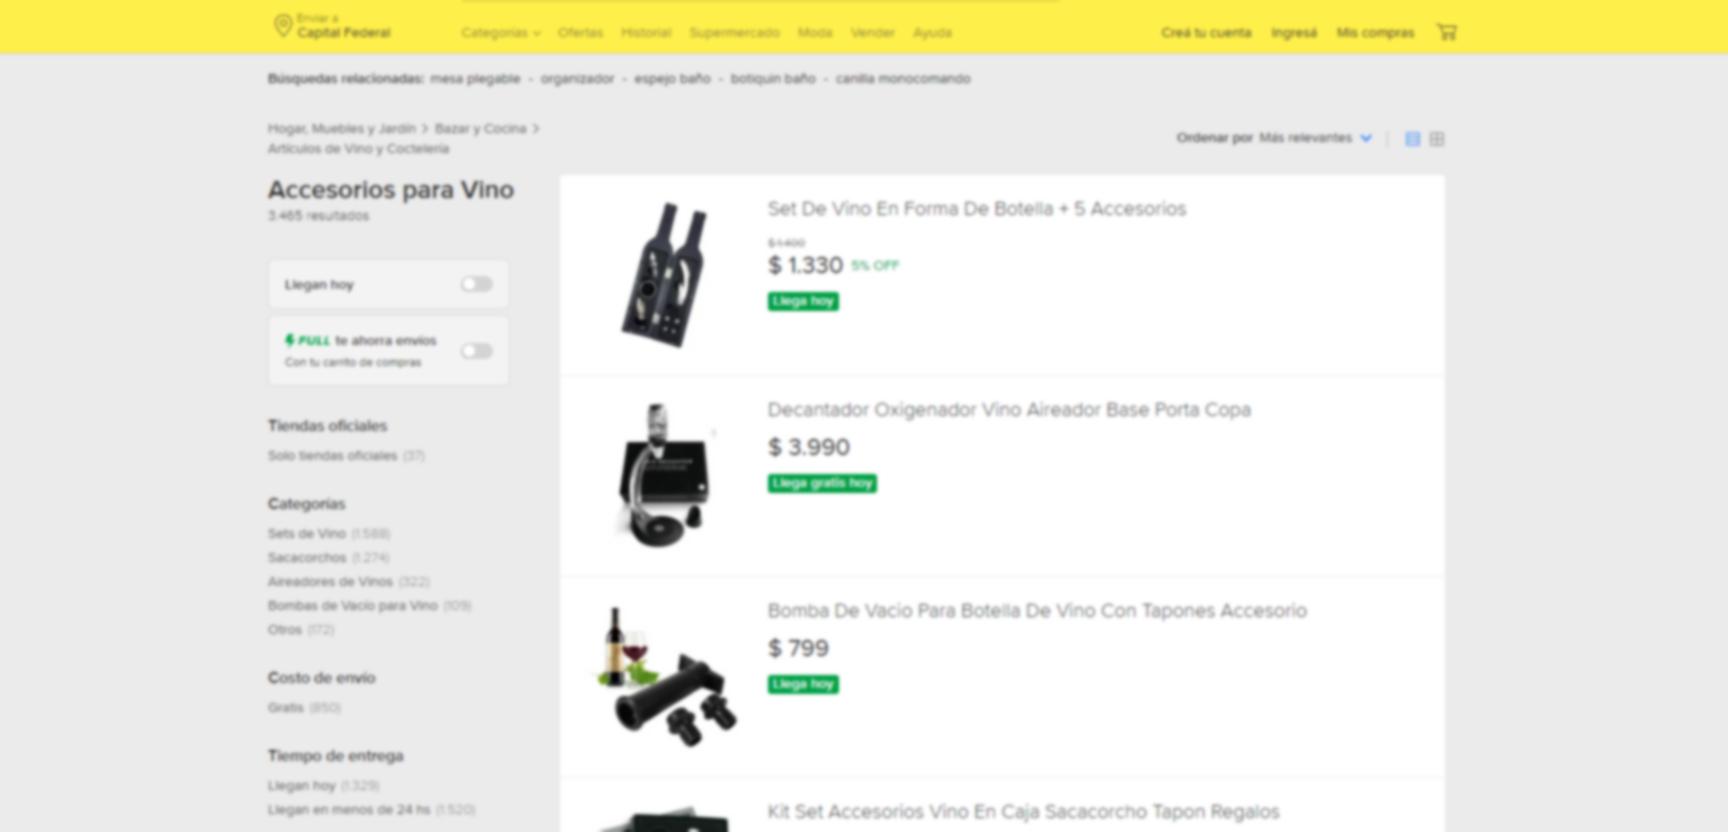 Enviar a
Capital Federal
Categorías Ofertas Historial Supermercado Moda Vender Ayuda
Creá tu cuenta Ingresá Mis compras
Búsquedas relacionadas: mesa plegable - organizador - espejo baño - botiquin baño - canilla monocomando
Hogar, Muebles y Jardín > Bazar y Cocina >
Artículos de Vino y Coctelería
Ordenar por Más relevantes
Accesorios para Vino
3.465 resultados
Llegan hoy
FULL te ahorra envíos
Con tu carrito de compras
Tiendas oficiales
Solo tiendas oficiales (37)
Categorías
Sets de Vino (1.588)
Sacacorchos (1.274)
Aireadores de Vinos (322)
Bombas de Vacío para Vino (109)
Otros (172)
Costo de envío
Gratis (850)
Tiempo de entrega
Llegan hoy (1.329)
Llegan en menos de 24 hs (1.520)
Set De Vino En Forma De Botella + 5 Accesorios
$ 1.400
$ 1.330 5% OFF
Llega hoy
Decantador Oxigenador Vino Aireador Base Porta Copa
$ 3.990
Llega gratis hoy
Bomba De Vacio Para Botella De Vino Con Tapones Accesorio
$ 799
Llega hoy
Kit Set Accesorios Vino En Caja Sacacorcho Tapon Regalos